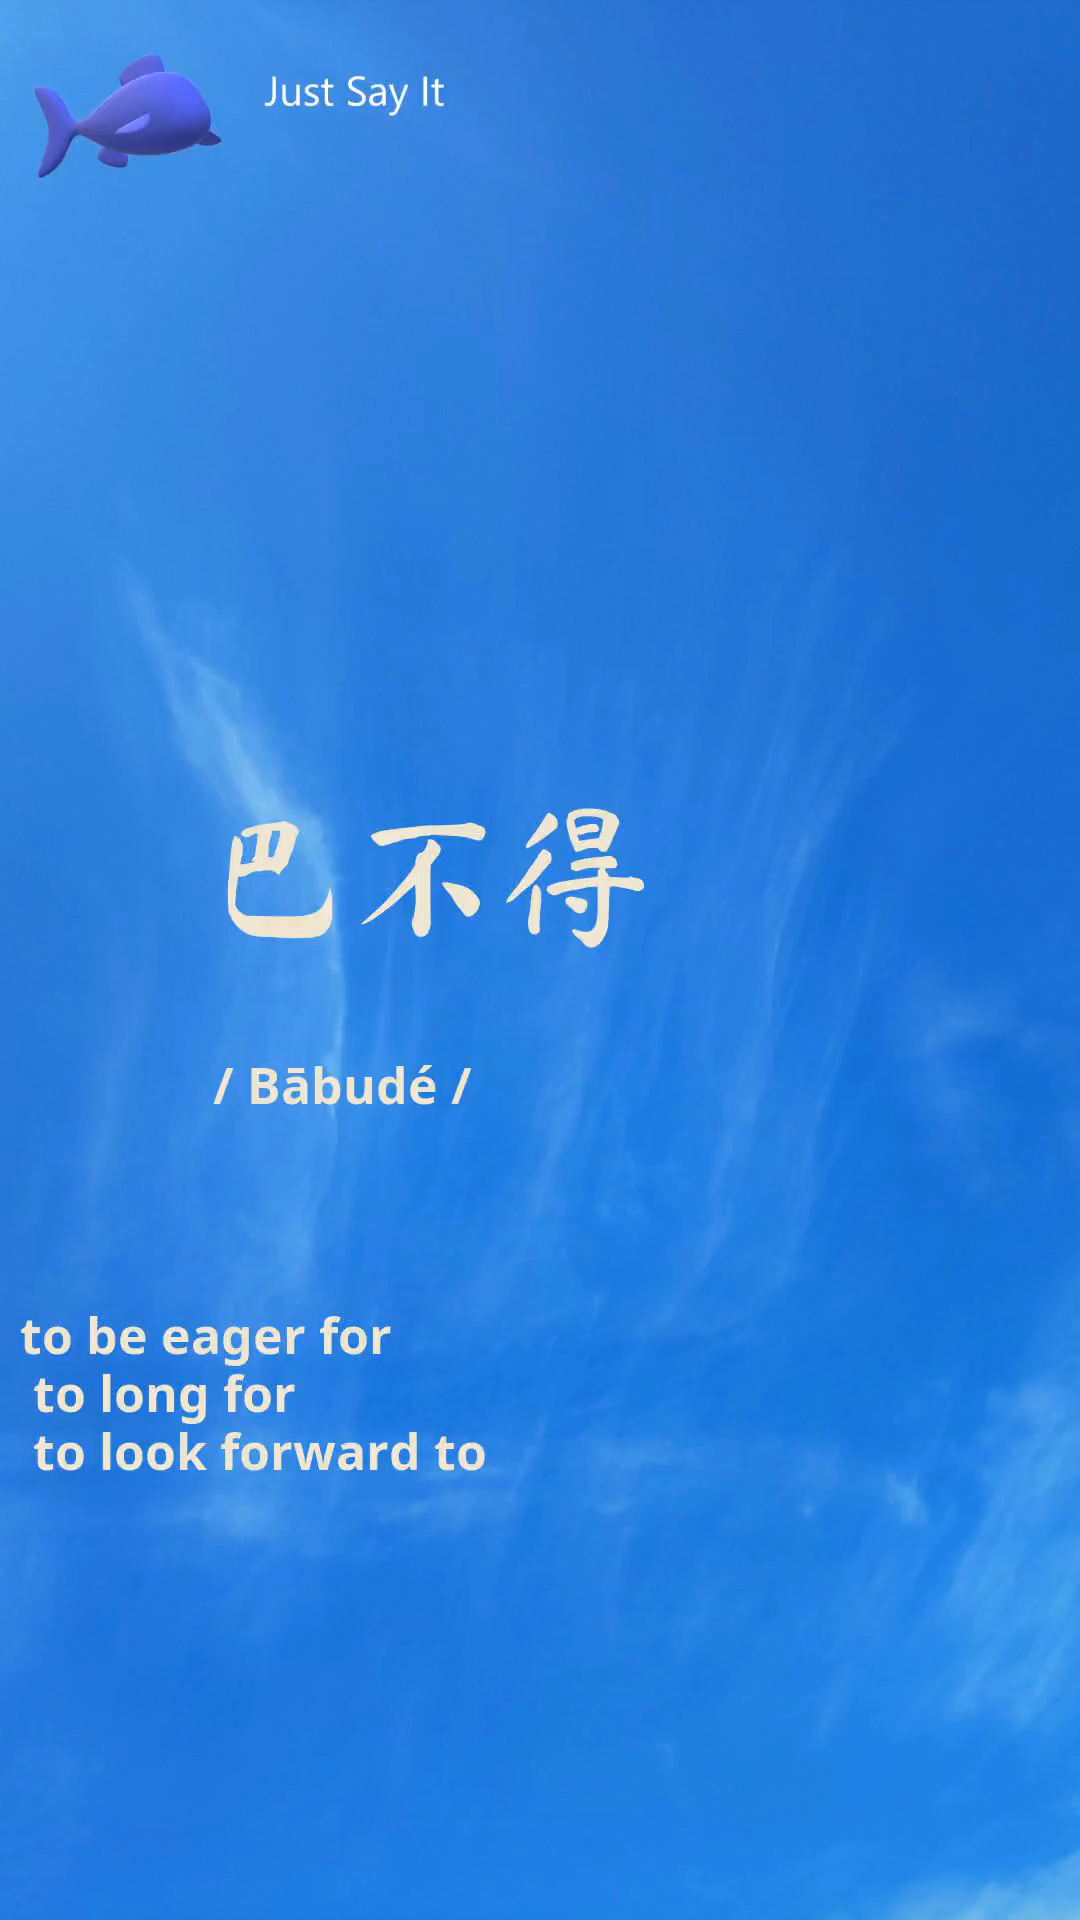 Just Say It
巴不得
/ Bābudé /
to be eager for
to long for
to look forward to